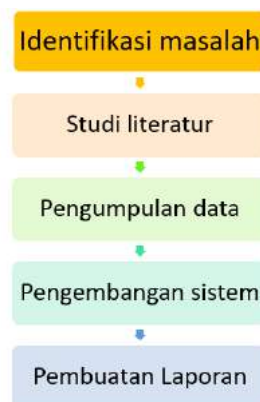 Identifikasi masalah
Studi literatur
Pengumpulan data
Pengembangan sistem
Pembuatan Laporan